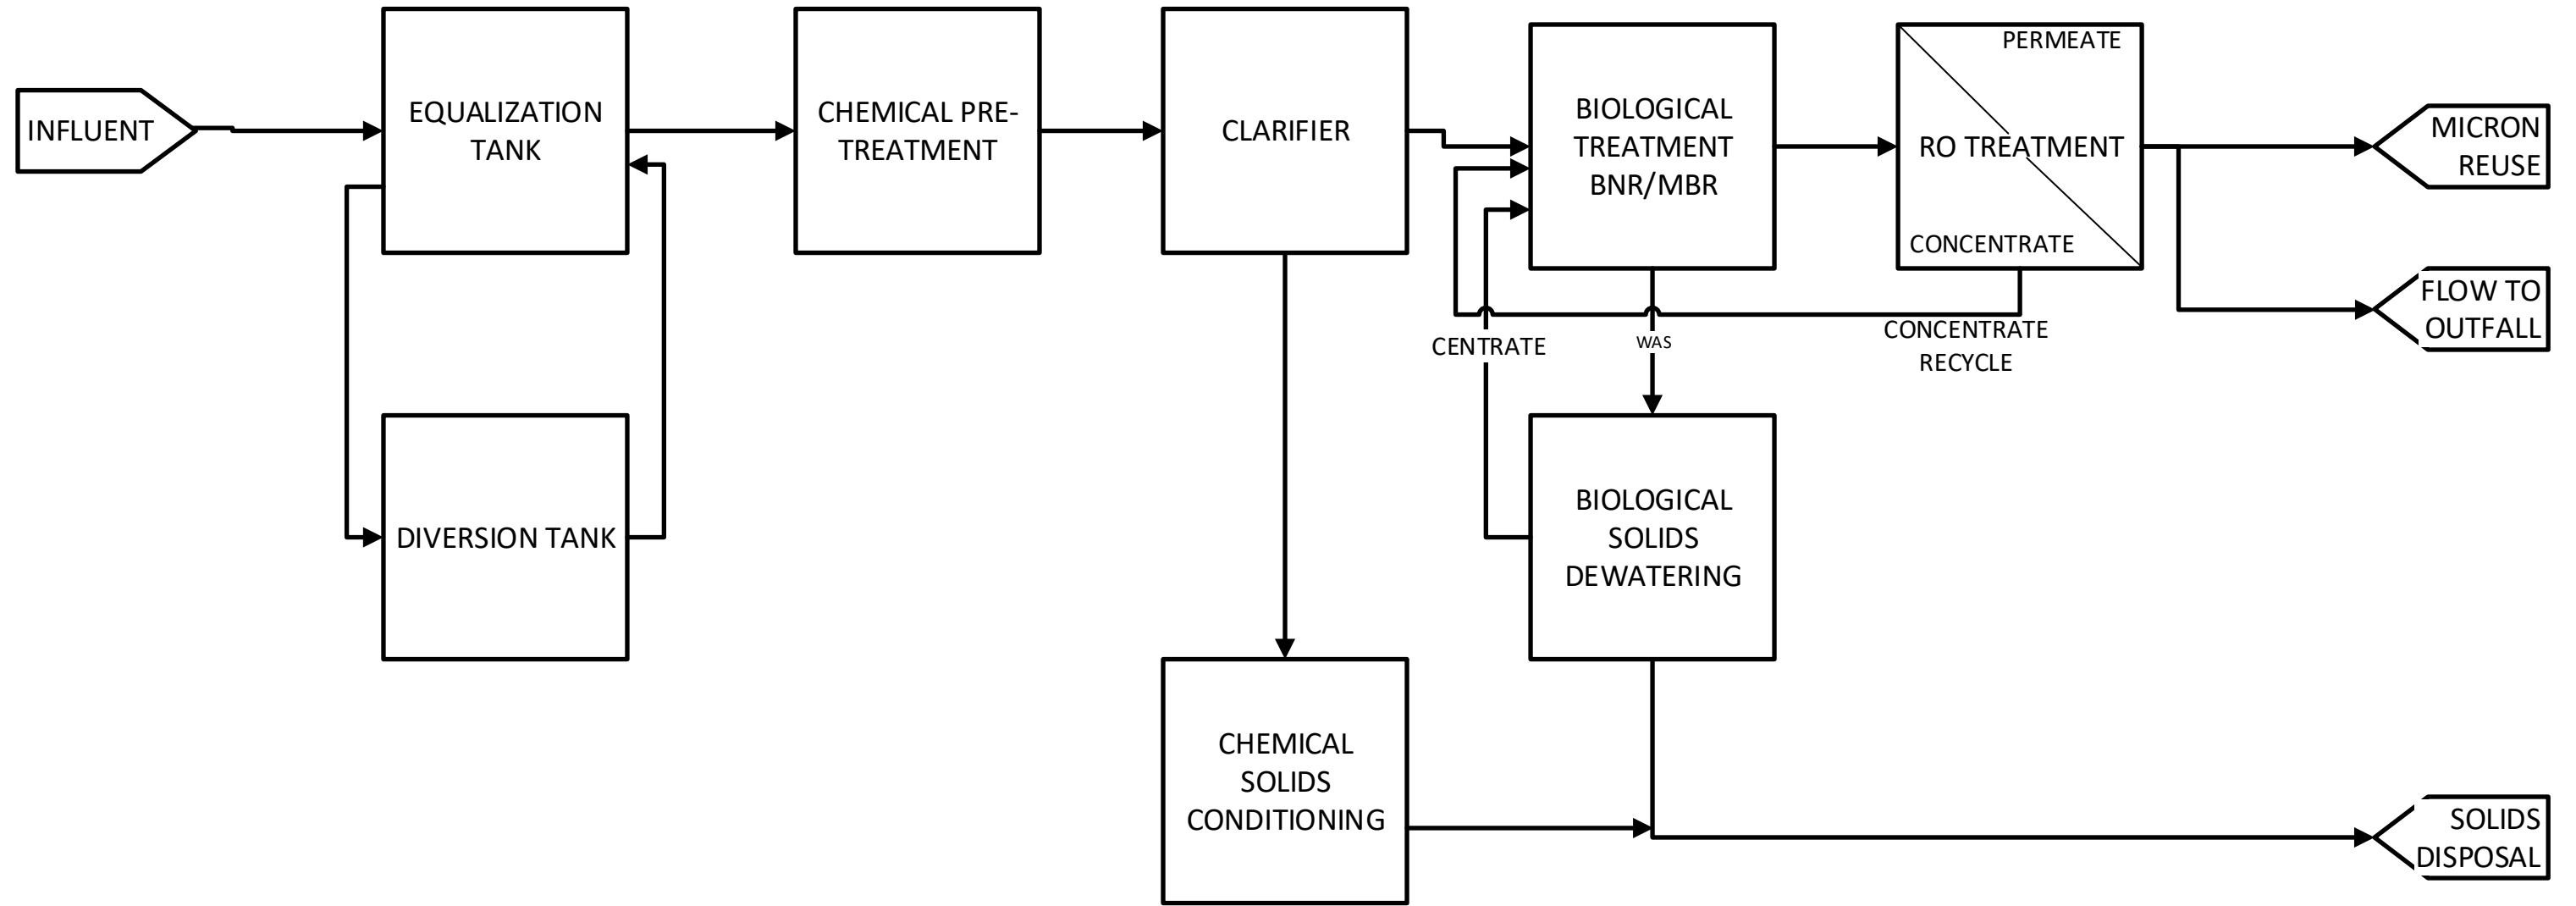 INFLUENT
EQUALIZATION
TANK
CHEMICAL PRE-
TREATMENT
CLARIFIER
BIOLOGICAL
TREATMENT
BNR/MBR
PERMEATE
RO TREATMENT
CONCENTRATE
MICRON
REUSE
FLOW TO
OUTFALL
CENTRATE
WAS
CONCENTRATE
RECYCLE
DIVERSION TANK
BIOLOGICAL
SOLIDS
DEWATERING
CHEMICAL
SOLIDS
CONDITIONING
SOLIDS
DISPOSAL